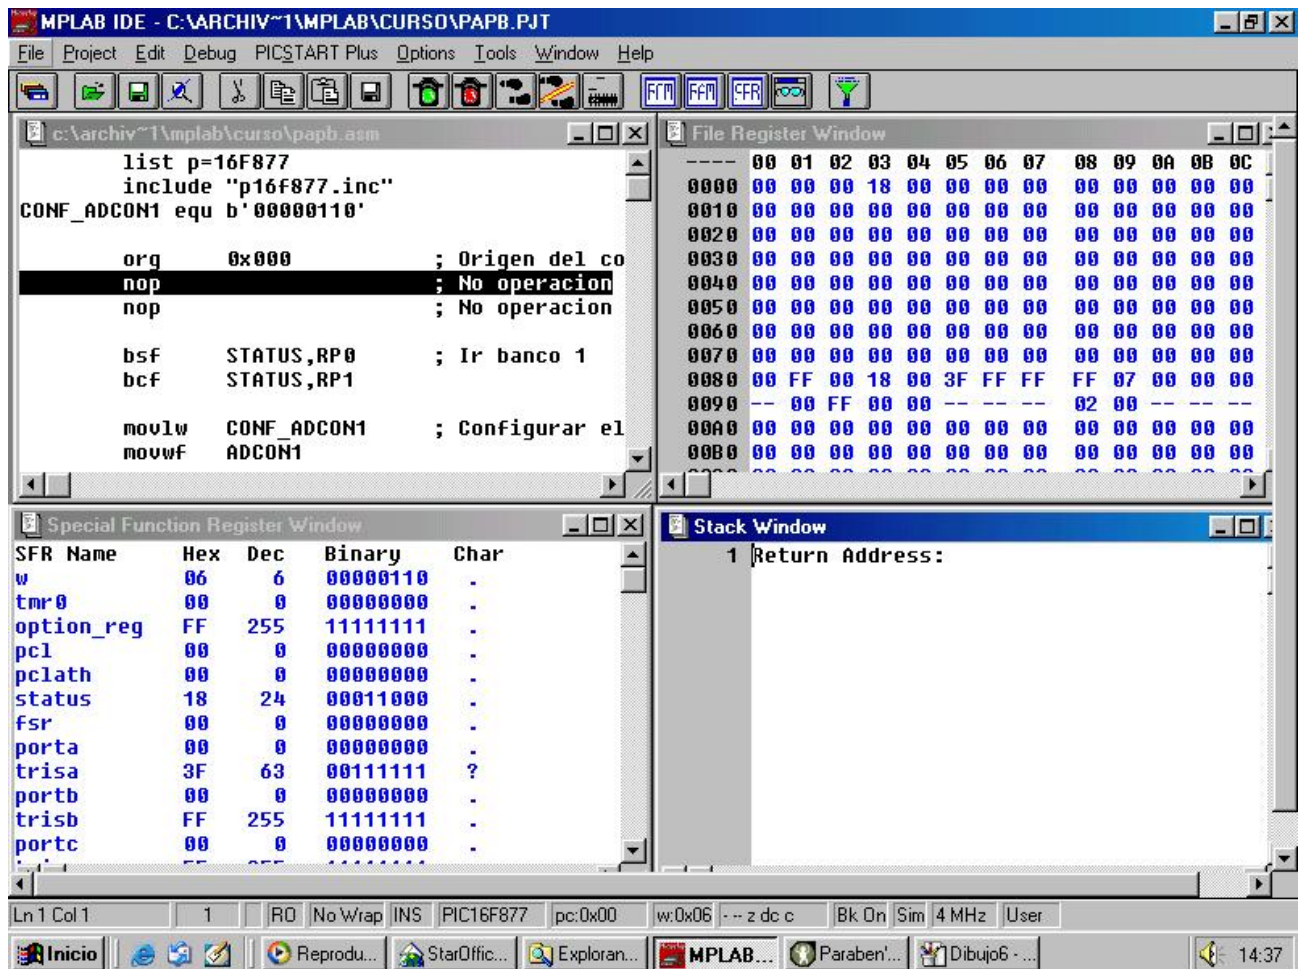 MPLAB IDE - C:\ARCHIV~1\MPLAB\CURSO\PAPB.PJT
File Project Edit Debug PICSTART Plus Options Tools Window Help
c:\archiv~1\mplab\curso\papb.asm
list p=16F877
include "p16f877.inc"
CONF_ADCON1 equ b'00000110'
org 0x000 ; Origen del co
nop ; No operacion
nop ; No operacion
bsf STATUS,RP0 ; Ir banco 1
bcf STATUS,RP1
movlw CONF_ADCON1 ; Configurar el
movwf ADCON1
File Register Window
---- 00 01 02 03 04 05 06 07 08 09 0A 0B 0C
0000 00 00 00 18 00 00 00 00 00 00 00 00 00
0010 00 00 00 00 00 00 00 00 00 00 00 00 00
0020 00 00 00 00 00 00 00 00 00 00 00 00 00
0030 00 00 00 00 00 00 00 00 00 00 00 00 00
0040 00 00 00 00 00 00 00 00 00 00 00 00 00
0050 00 00 00 00 00 00 00 00 00 00 00 00 00
0060 00 00 00 00 00 00 00 00 00 00 00 00 00
0070 00 00 00 00 00 00 00 00 00 00 00 00 00
0080 00 FF 00 18 00 3F FF FF FF 07 00 00 00
0090 -- 00 FF 00 00 -- -- -- 02 00 -- -- --
00A0 00 00 00 00 00 00 00 00 00 00 00 00 00
00B0 00 00 00 00 00 00 00 00 00 00 00 00 00
Special Function Register Window
SFR Name Hex Dec Binary Char
w 06 6 00000110 .
tmr0 00 0 00000000 .
option_reg FF 255 11111111 .
pcl 00 0 00000000 .
pclath 00 0 00000000 .
status 18 24 00011000 .
fsr 00 0 00000000 .
porta 00 0 00000000 .
trisa 3F 63 00111111 ?
portb 00 0 00000000 .
trisb FF 255 11111111 .
portc 00 0 00000000 .
Stack Window
1 Return Address:
Ln 1 Col 1 1 RO No Wrap INS PIC16F877 pc:0x00 w:0x06 - -- z dc c Bk On Sim 4 MHz User
Inicio Reprodu... StarOffic... Exploran... MPLAB... Paraben'... Dibujo6 - ... 14:37